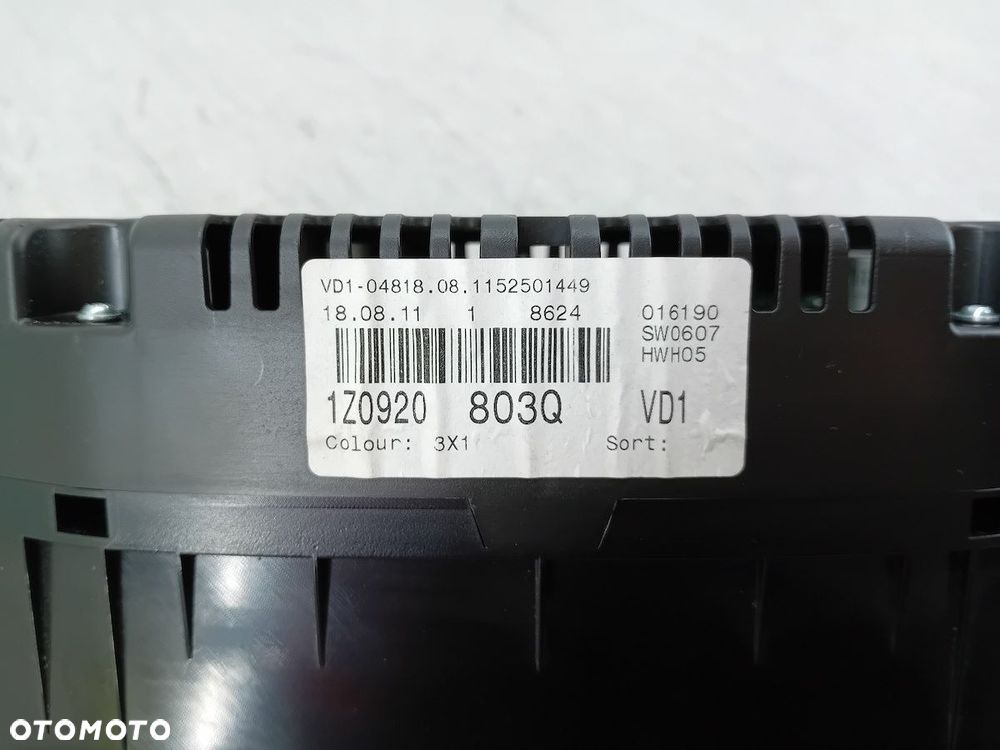 VD1-04818.08.1152501449
18.08.11 1 8624 016190
SW0607
HWH05
1Z0920 803Q VD1
Colour: 3X1 Sort:
OTOMOTO